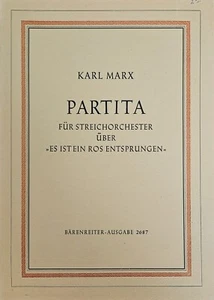 KARL MARX
PARTITA
FÜR STREICHORCHESTER
ÜBER
»ES IST EIN ROS ENTSPRUNGEN«
BÄRENREITER-AUSGABE 2687